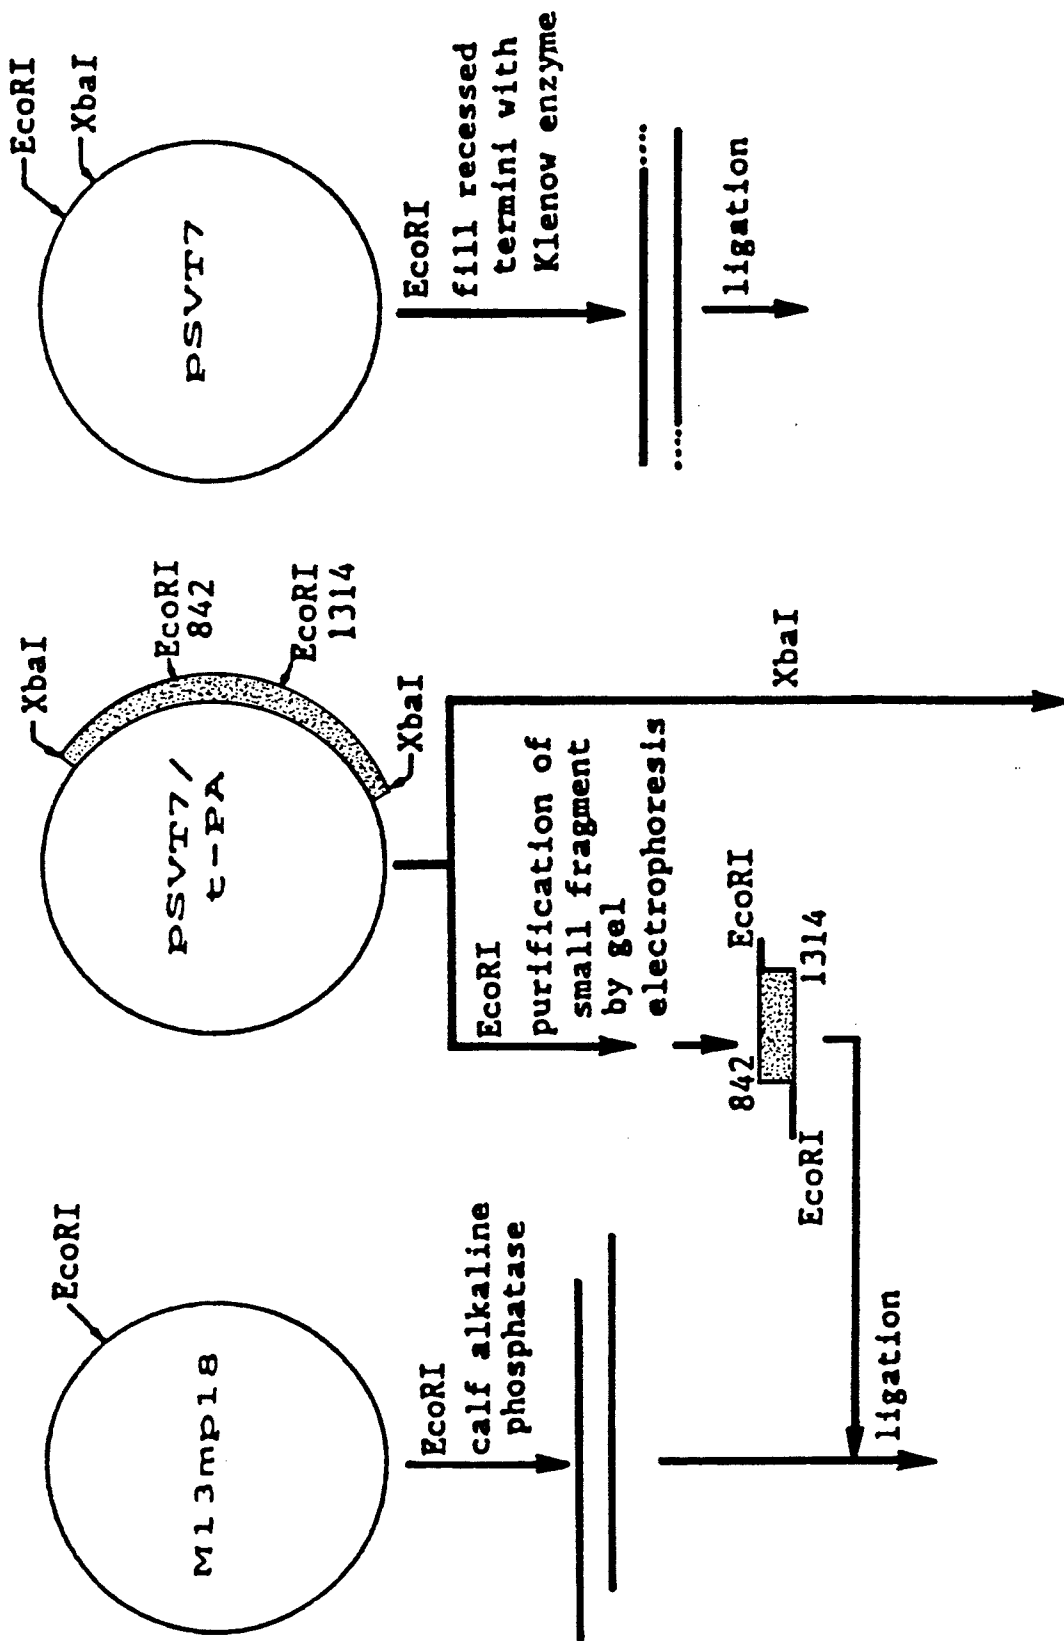 M13mp18
EcoRI
EcoRI
calf alkaline
phosphatase
ligation
pSVT7/
t-PA
XbaI
EcoRI
842
EcoRI
1314
XbaI
EcoRI
purification of
small fragment
by gel
electrophoresis
XbaI
842
EcoRI
EcoRI
1314
pSVT7
EcoRI
XbaI
EcoRI
fill recessed
termini with
Klenow enzyme
ligation